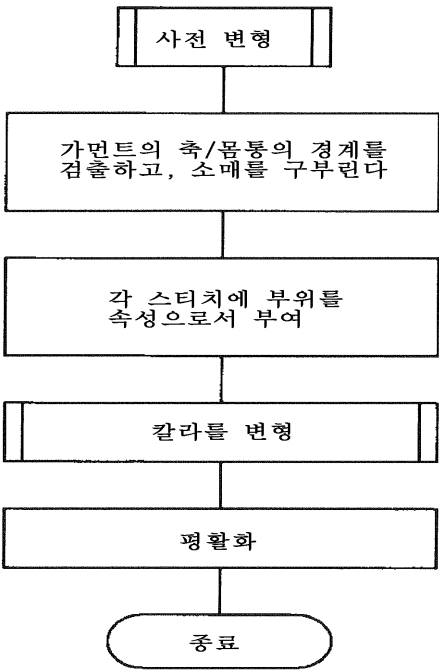 사전 변형
가먼트의 축/몸통의 경계를
검출하고, 소매를 구부린다
각 스티치에 부위를
속성으로서 부여
칼라를 변형
평활화
종료